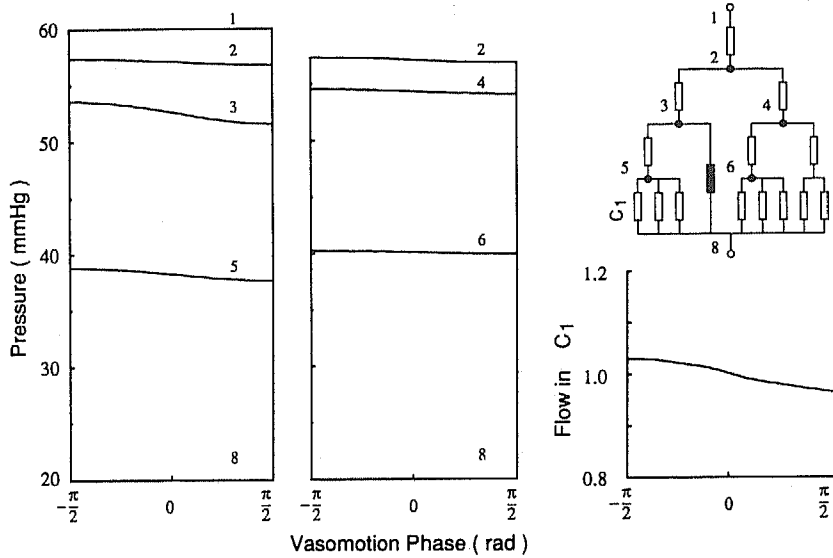 60
50
40
30
20
Pressure ( mmHg )
1
2
3
5
8
-π/2
0
π/2
2
4
6
8
-π/2
0
π/2
Vasomotion Phase ( rad )
1
2
3
4
5
6
C1
8
1.2
1.0
0.8
Flow in C1
-π/2
0
π/2